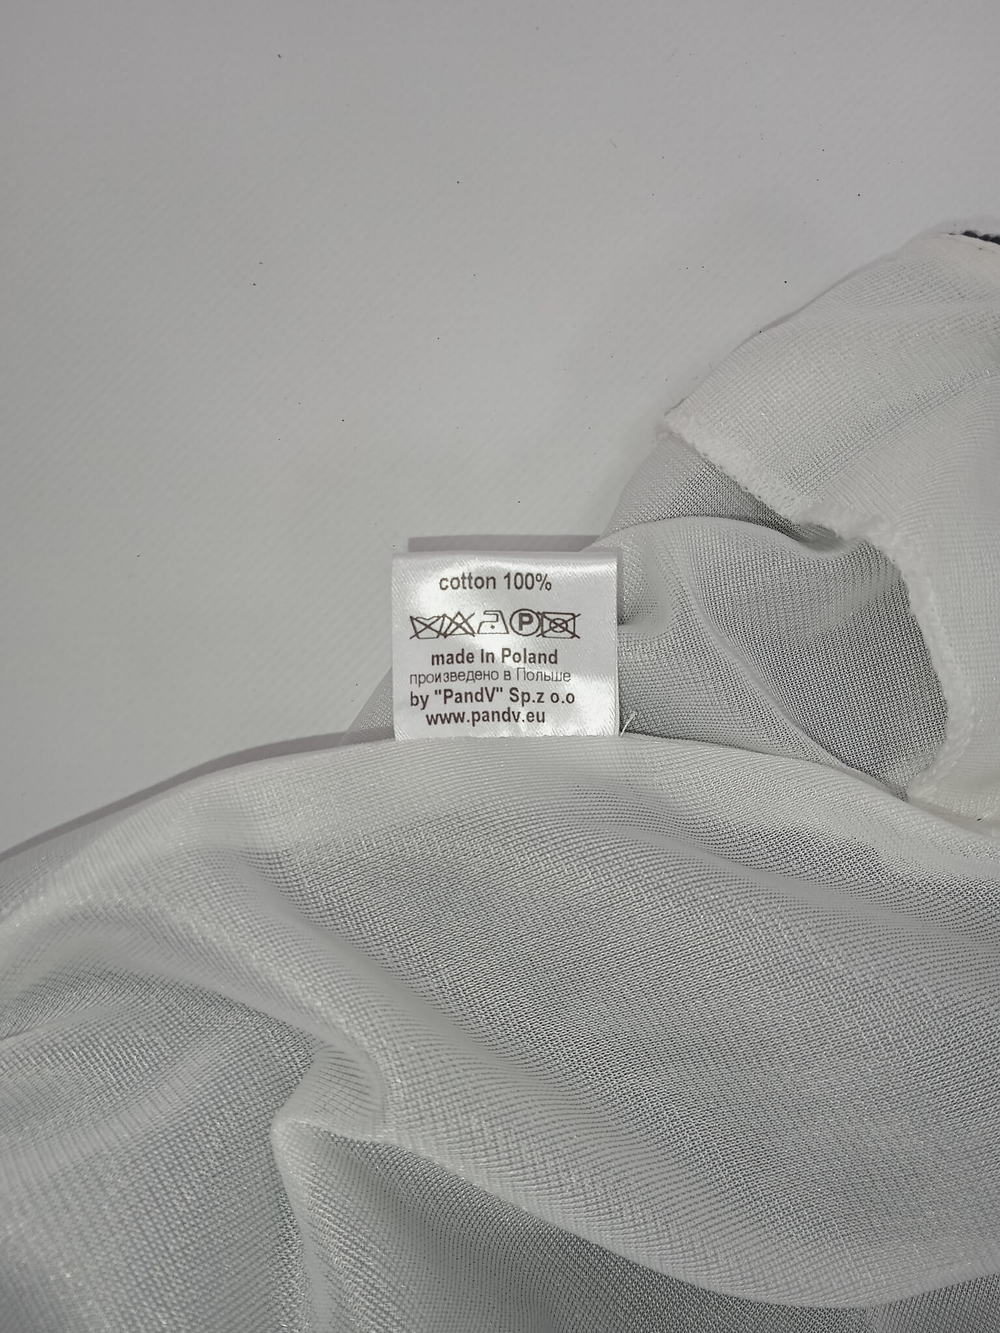 cotton 100%
P
made In Poland
произведено в Польше
by "PandV" Sp.z o.o
www.pandv.eu